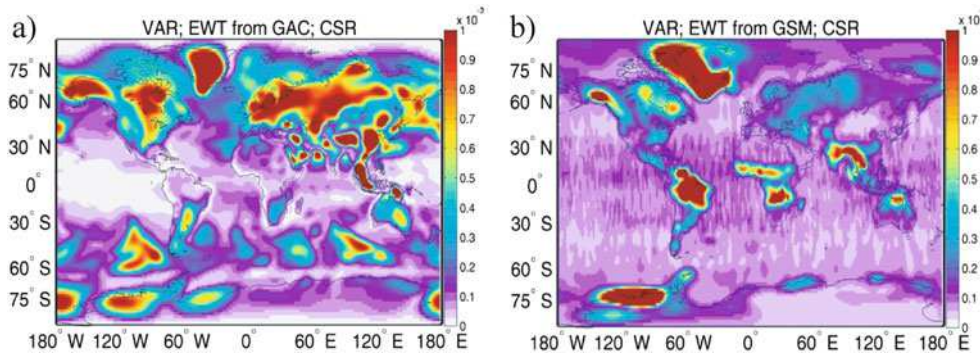 a) VAR; EWT from GAC; CSR
x 10⁻³
75° N
60° N
30° N
0°
30° S
60° S
75° S
180° W 120° W 60° W 0° 60° E 120° E 180° E
1
0.9
0.8
0.7
0.6
0.5
0.4
0.3
0.2
0.1
0
b) VAR; EWT from GSM; CSR
x 10
75° N
60° N
30° N
0°
30° S
60° S
75° S
180° W 120° W 60° W 0° 60° E 120° E 180° E
1
0.9
0.8
0.7
0.6
0.5
0.4
0.3
0.2
0.1
0